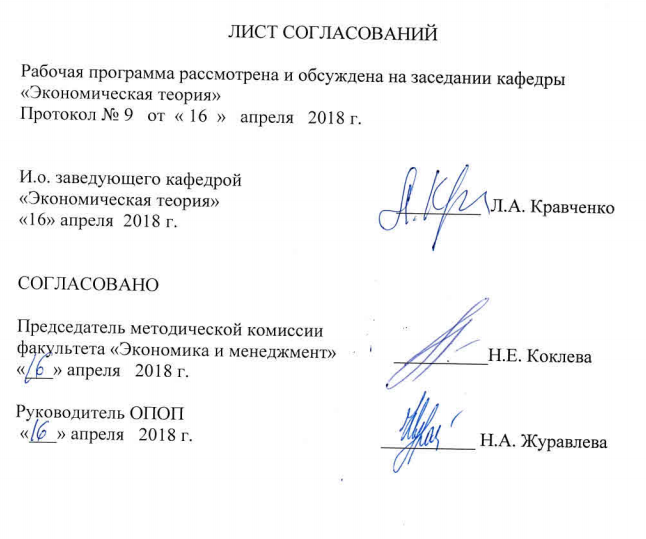 ЛИСТ СОГЛАСОВАНИЙ
Рабочая программа рассмотрена и обсуждена на заседании кафедры
«Экономическая теория»
Протокол № 9 от « 16 » апреля 2018 г.
И.о. заведующего кафедрой
«Экономическая теория»
«16» апреля 2018 г.
Л.А. Кравченко
СОГЛАСОВАНО
Председатель методической комиссии
факультета «Экономика и менеджмент»
Н.Е. Коклева
«16» апреля 2018 г.
Руководитель ОПОП
«16» апреля 2018 г.
Н.А. Журавлева